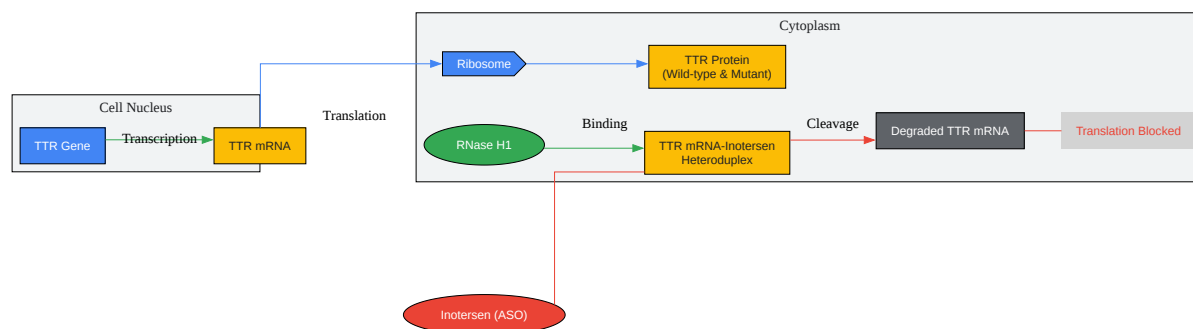 Cytoplasm
Ribosome
TTR Protein
(Wild-type & Mutant)
Cell Nucleus
Translation
TTR Gene
Transcription
TTR mRNA
RNase H1
Binding
TTR mRNA-Inotersen
Heteroduplex
Cleavage
Degraded TTR mRNA
Translation Blocked
Inotersen (ASO)